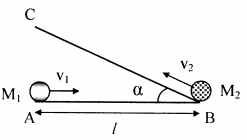 C
v₁ α v₂
M₁ M₂
A B
l